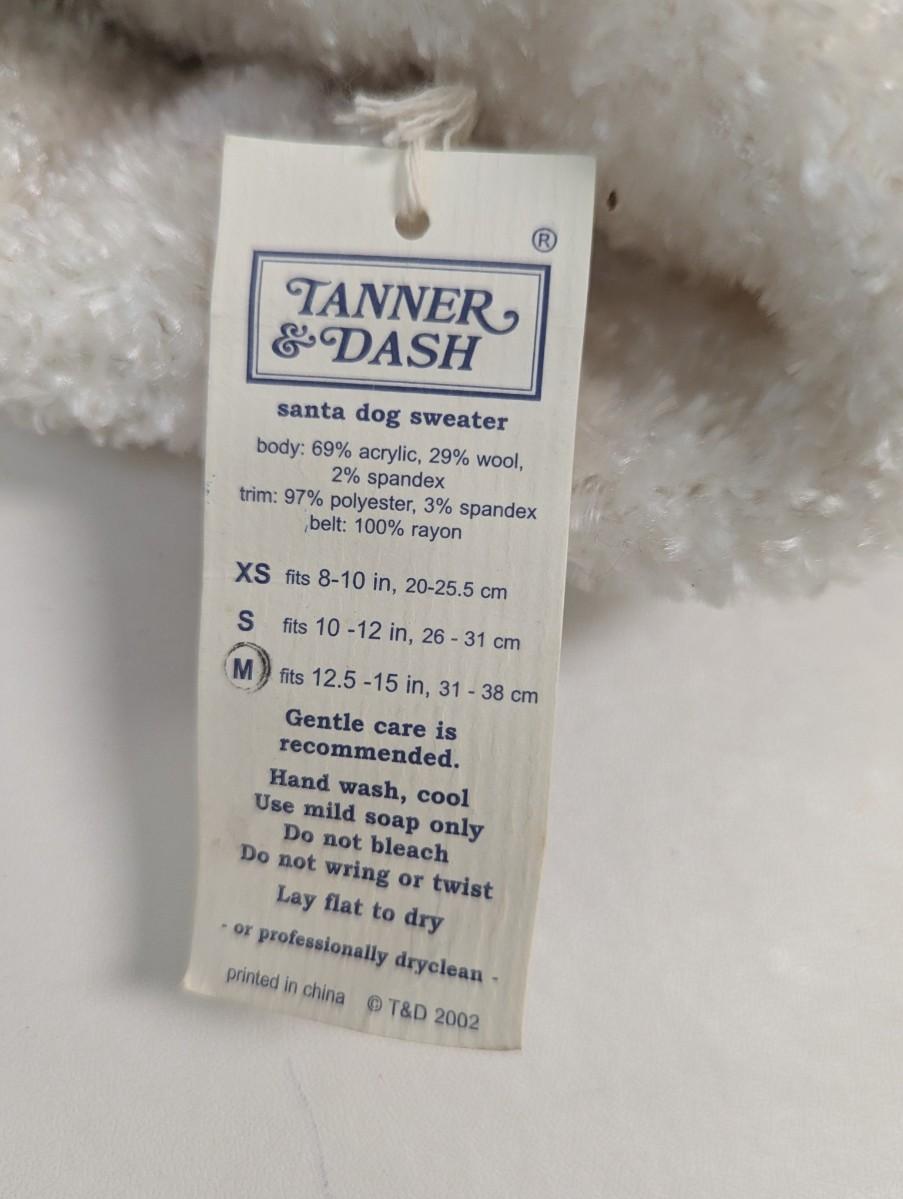 ®
TANNER
& DASH
santa dog sweater
body: 69% acrylic, 29% wool,
2% spandex
trim: 97% polyester, 3% spandex
belt: 100% rayon
XS fits 8-10 in, 20-25.5 cm
S fits 10 -12 in, 26 - 31 cm
M fits 12.5 -15 in, 31 - 38 cm
Gentle care is
recommended.
Hand wash, cool
Use mild soap only
Do not bleach
Do not wring or twist
Lay flat to dry
- or professionally dryclean -
printed in china © T&D 2002